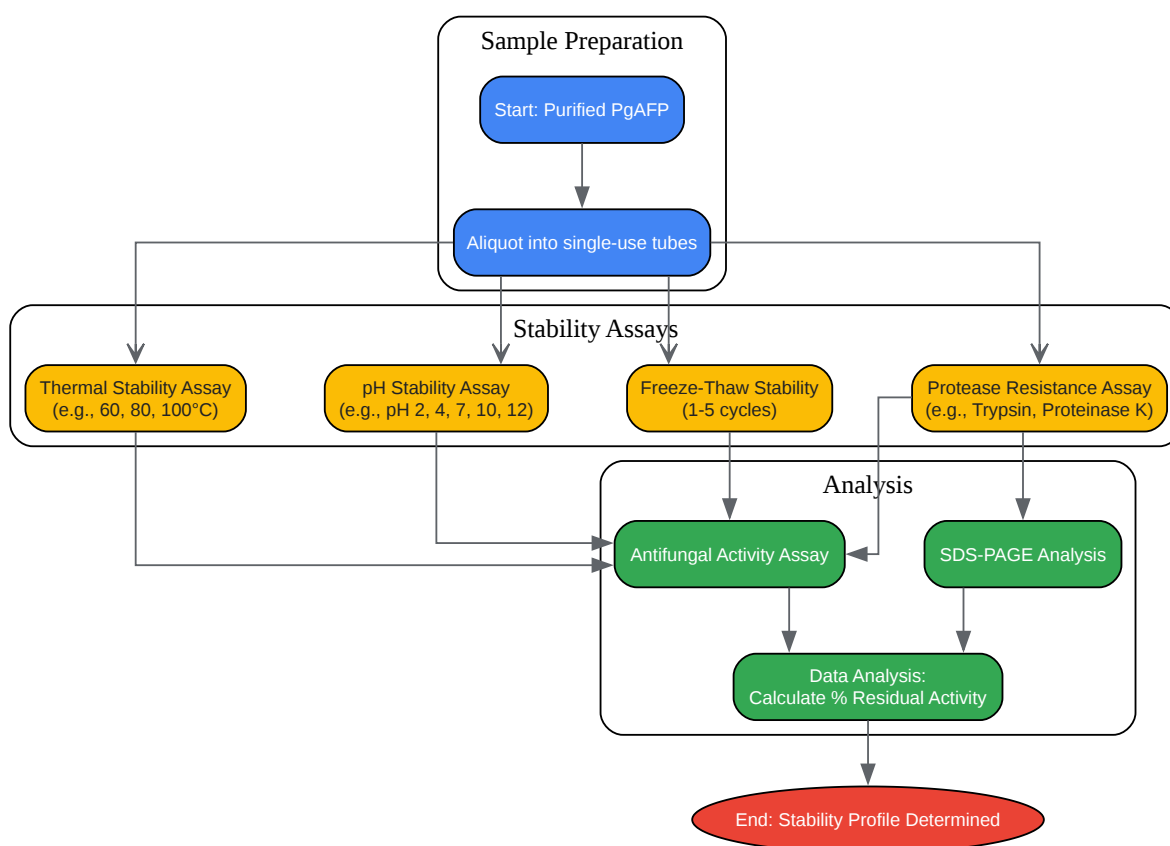 Sample Preparation
Start: Purified PgAFP
Aliquot into single-use tubes
Stability Assays
Thermal Stability Assay
(e.g., 60, 80, 100°C)
pH Stability Assay
(e.g., pH 2, 4, 7, 10, 12)
Freeze-Thaw Stability
(1-5 cycles)
Protease Resistance Assay
(e.g., Trypsin, Proteinase K)
Analysis
Antifungal Activity Assay
SDS-PAGE Analysis
Data Analysis:
Calculate % Residual Activity
End: Stability Profile Determined